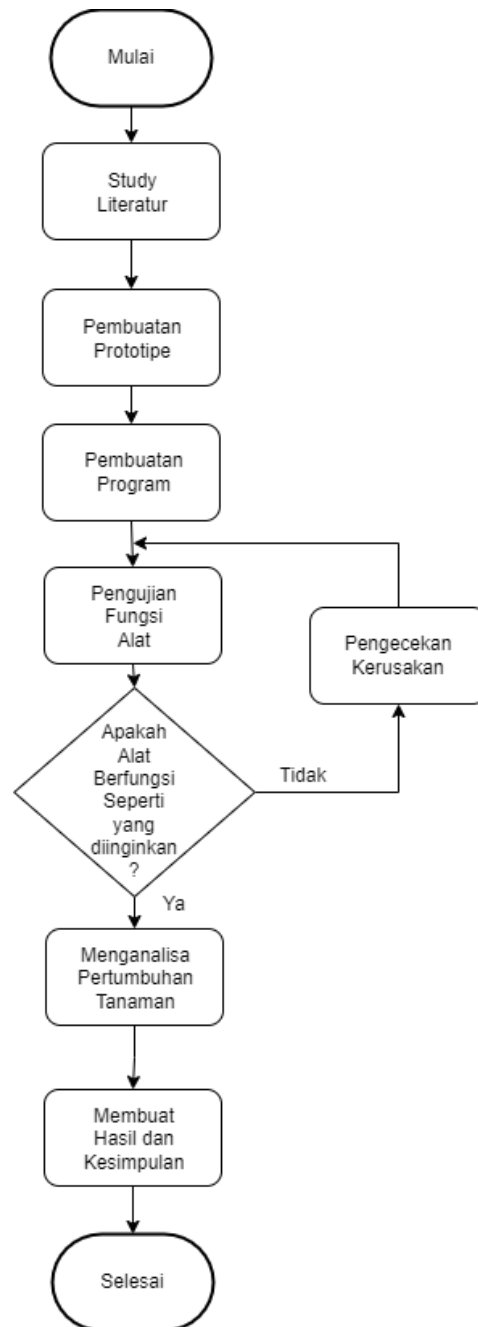 Mulai
Study
Literatur
Pembuatan
Prototipe
Pembuatan
Program
Pengujian
Fungsi
Alat
Pengecekan
Kerusakan
Apakah
Alat
Berfungsi
Seperti
yang
diinginkan
?
Tidak
Ya
Menganalisa
Pertumbuhan
Tanaman
Membuat
Hasil dan
Kesimpulan
Selesai